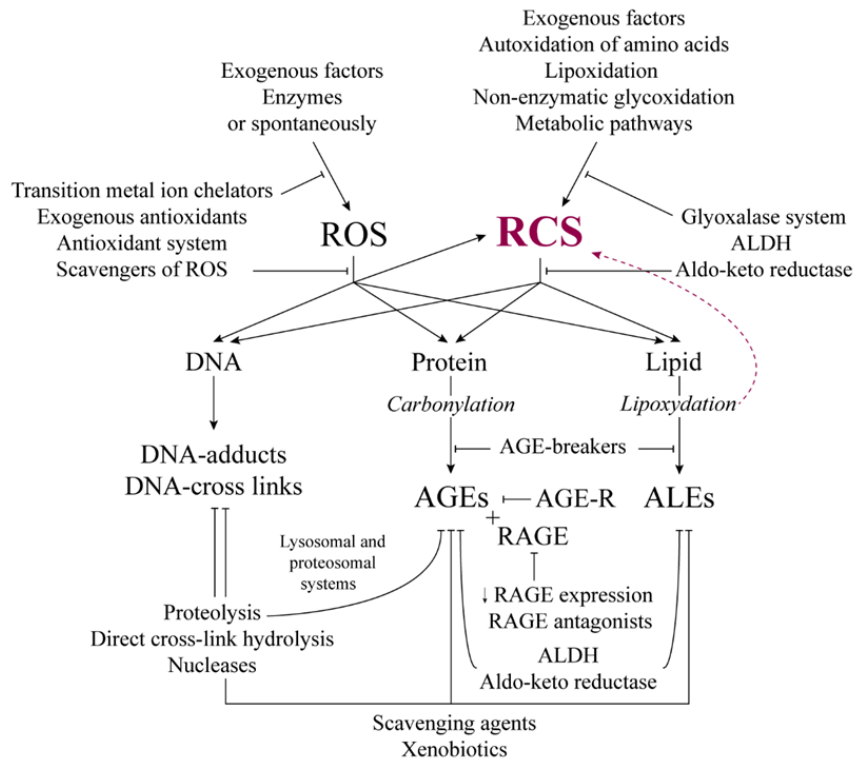 Exogenous factors
Autoxidation of amino acids
Lipoxidation
Non-enzymatic glycoxidation
Metabolic pathways
Exogenous factors
Enzymes
or spontaneously
Transition metal ion chelators
Exogenous antioxidants
Antioxidant system
Scavengers of ROS
ROS
RCS
Glyoxalase system
ALDH
Aldo-keto reductase
DNA
Protein
Lipid
Carbonylation
Lipoxydation
AGE-breakers
DNA-adducts
DNA-cross links
AGEs
AGE-R
ALEs
+
RAGE
Lysosomal and
proteosomal
systems
↓ RAGE expression
RAGE antagonists
Proteolysis
Direct cross-link hydrolysis
Nucleases
ALDH
Aldo-keto reductase
Scavenging agents
Xenobiotics